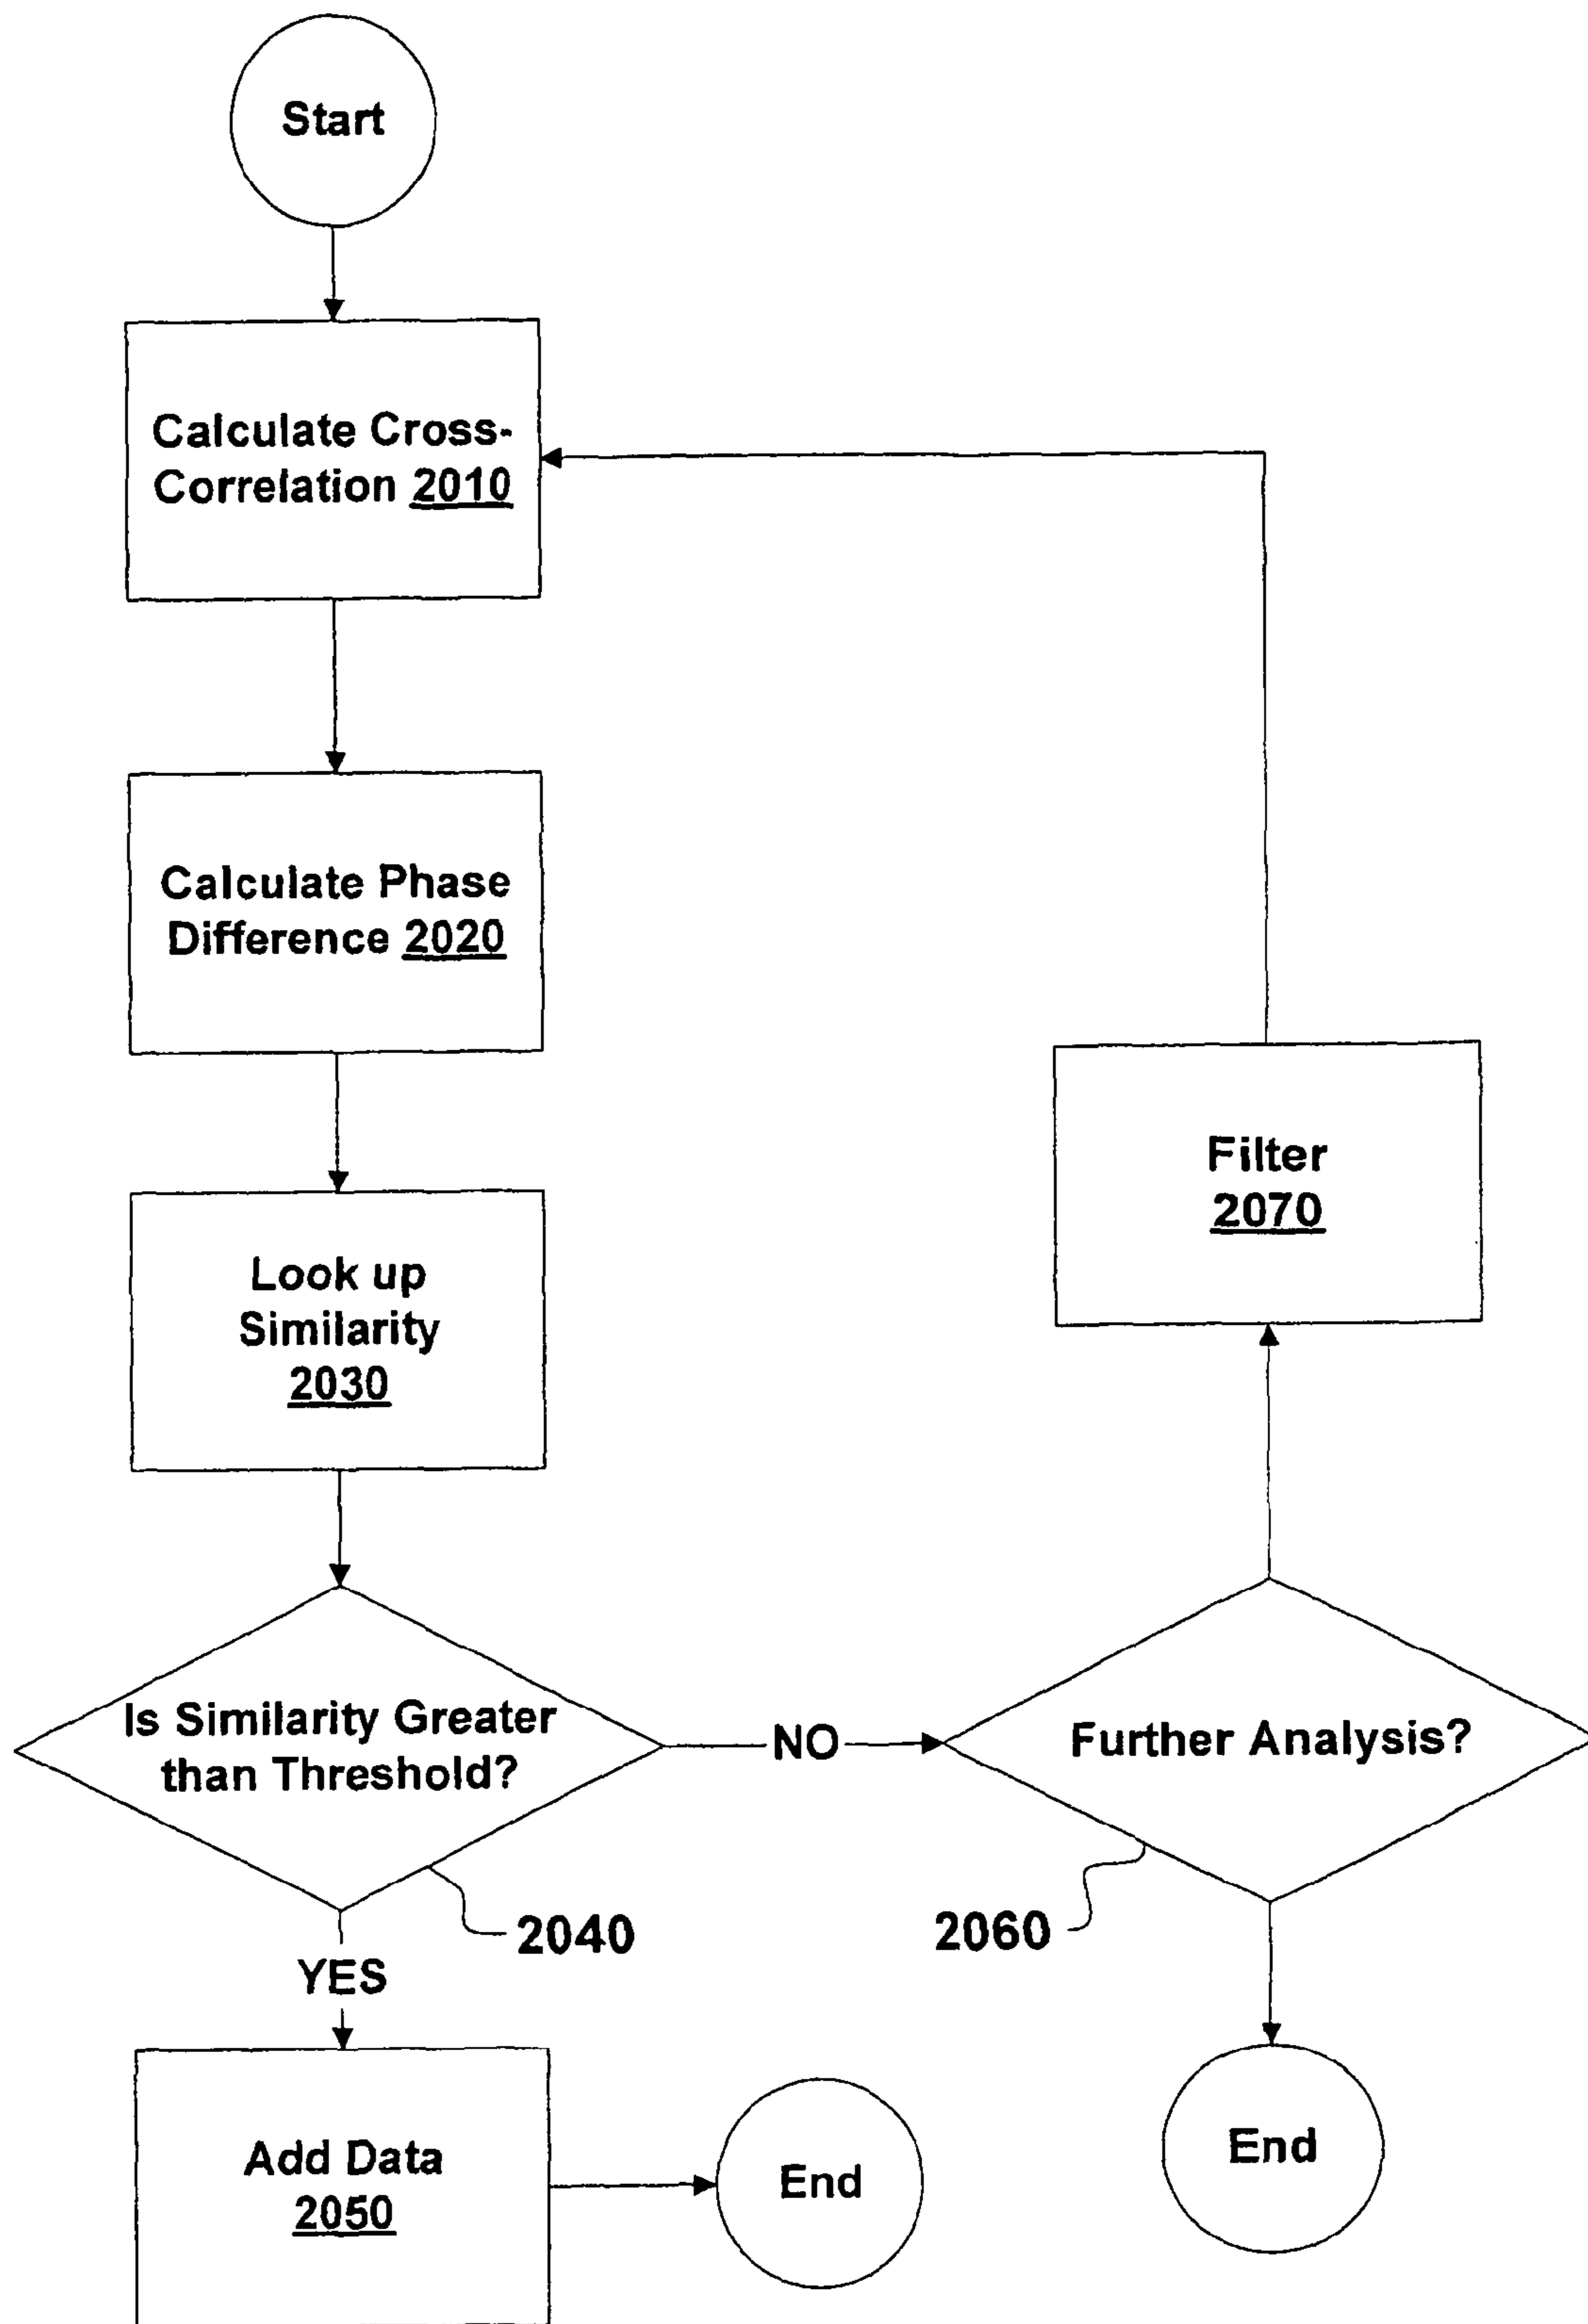 Start
Calculate Cross-
Correlation 2010
Calculate Phase
Difference 2020
Look up
Similarity
2030
Filter
2070
Is Similarity Greater
than Threshold?
NO
Further Analysis?
2040
2060
YES
Add Data
2050
End
End